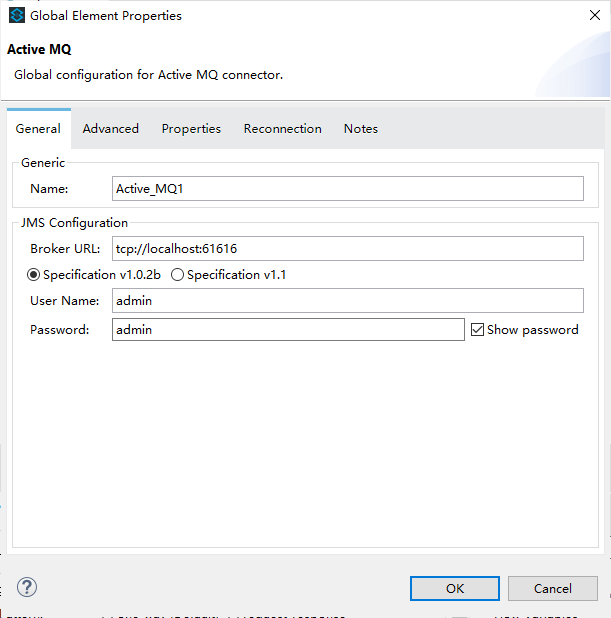 Global Element Properties
Active MQ
Global configuration for Active MQ connector.
General Advanced Properties Reconnection Notes
Generic
Name: Active_MQ1
JMS Configuration
Broker URL: tcp://localhost:61616
Specification v1.0.2b Specification v1.1
User Name: admin
Password: admin Show password
OK Cancel